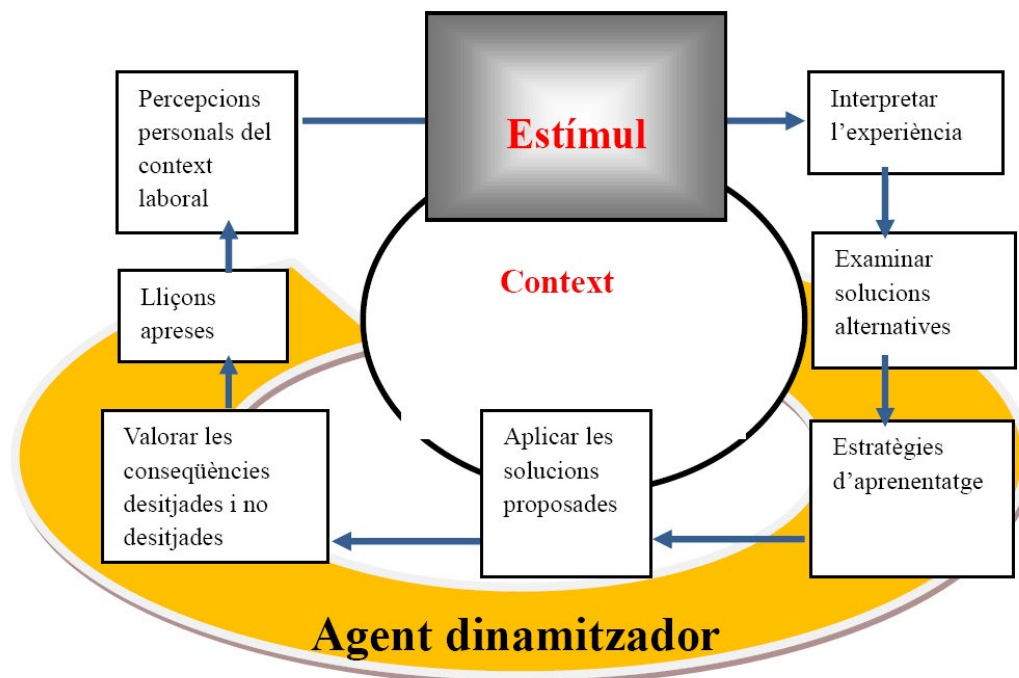 Percepcions
personals del
context
laboral
Estímul
Interpretar
l'experiència
Context
Examinar
solucions
alternatives
Lliçons
apreses
Valorar les
conseqüències
desitjades i no
desitjades
Aplicar les
solucions
proposades
Estratègies
d'aprenentatge
Agent dinamitzador